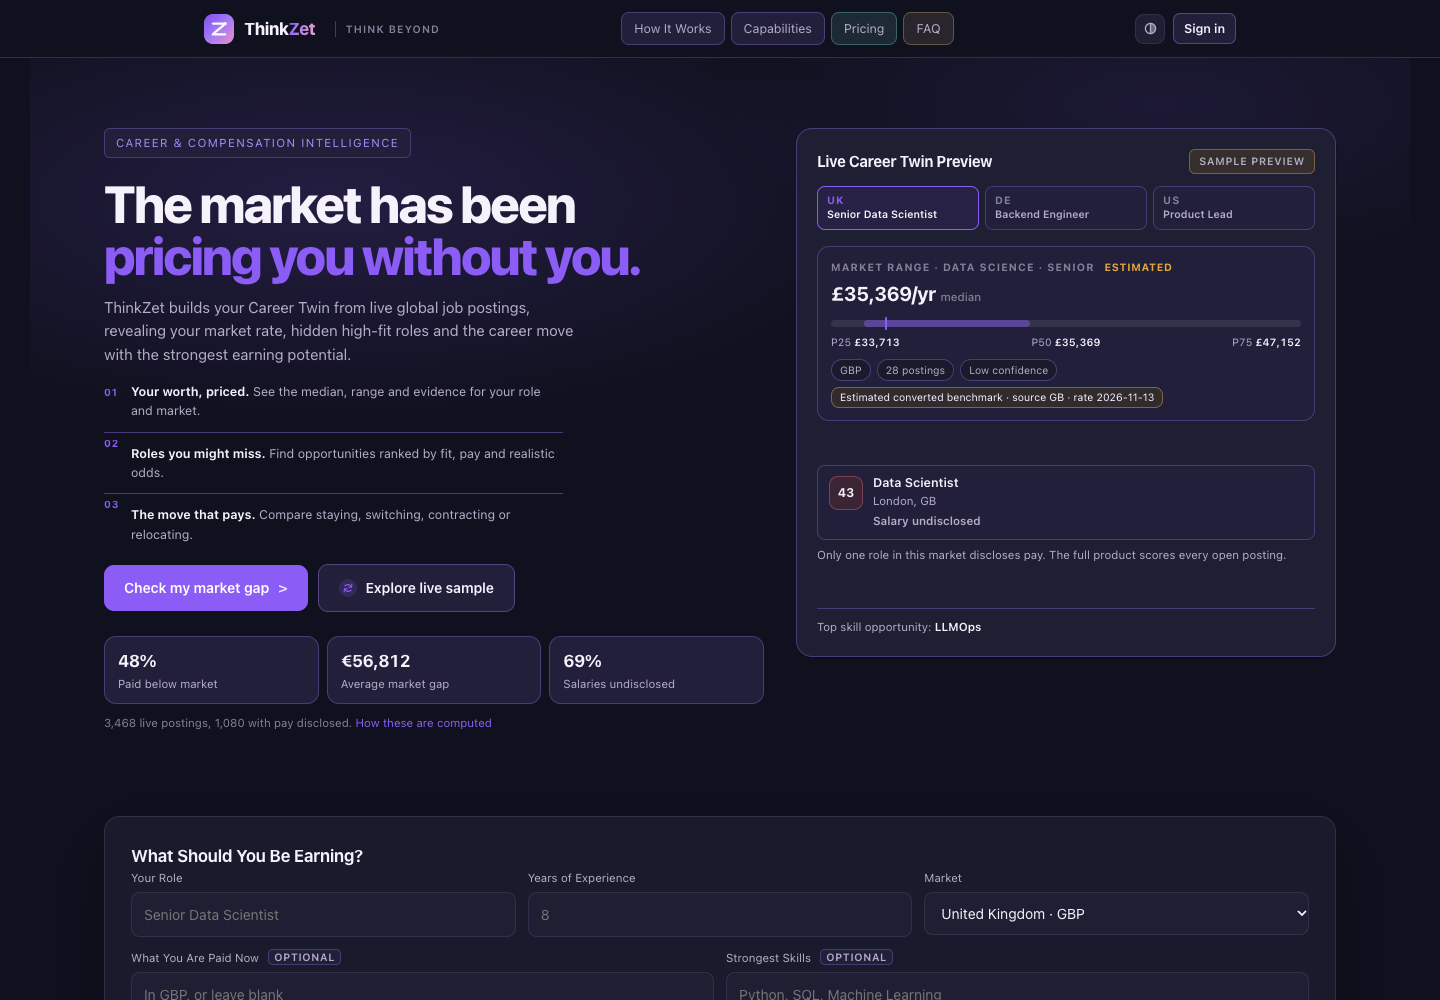 ThinkZet
THINK BEYOND
How It Works
Capabilities
Pricing
FAQ
Sign in
CAREER & COMPENSATION INTELLIGENCE
The market has been
pricing you without you.
ThinkZet builds your Career Twin from live global job postings,
revealing your market rate, hidden high-fit roles and the career move
with the strongest earning potential.
01 Your worth, priced. See the median, range and evidence for your role
and market.
02 Roles you might miss. Find opportunities ranked by fit, pay and realistic
odds.
03 The move that pays. Compare staying, switching, contracting or
relocating.
Check my market gap >
Explore live sample
48%
Paid below market
€56,812
Average market gap
69%
Salaries undisclosed
3,468 live postings, 1,080 with pay disclosed. How these are computed
Live Career Twin Preview
SAMPLE PREVIEW
UK
Senior Data Scientist
DE
Backend Engineer
US
Product Lead
MARKET RANGE · DATA SCIENCE · SENIOR ESTIMATED
£35,369/yr median
P25 £33,713 P50 £35,369 P75 £47,152
GBP
28 postings
Low confidence
Estimated converted benchmark · source GB · rate 2026-11-13
43
Data Scientist
London, GB
Salary undisclosed
Only one role in this market discloses pay. The full product scores every open posting.
Top skill opportunity: LLMOps
What Should You Be Earning?
Your Role
Senior Data Scientist
Years of Experience
8
Market
United Kingdom · GBP
What You Are Paid Now OPTIONAL
In GBP, or leave blank
Strongest Skills OPTIONAL
Python, SQL, Machine Learning